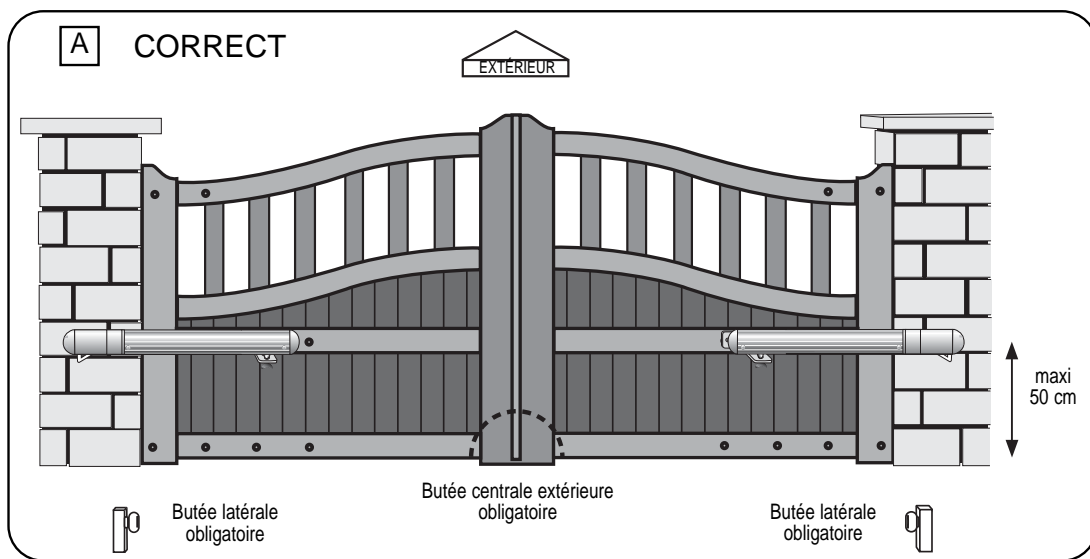 A CORRECT
EXTÉRIEUR
maxi
50 cm
Butée latérale
obligatoire
Butée centrale extérieure
obligatoire
Butée latérale
obligatoire